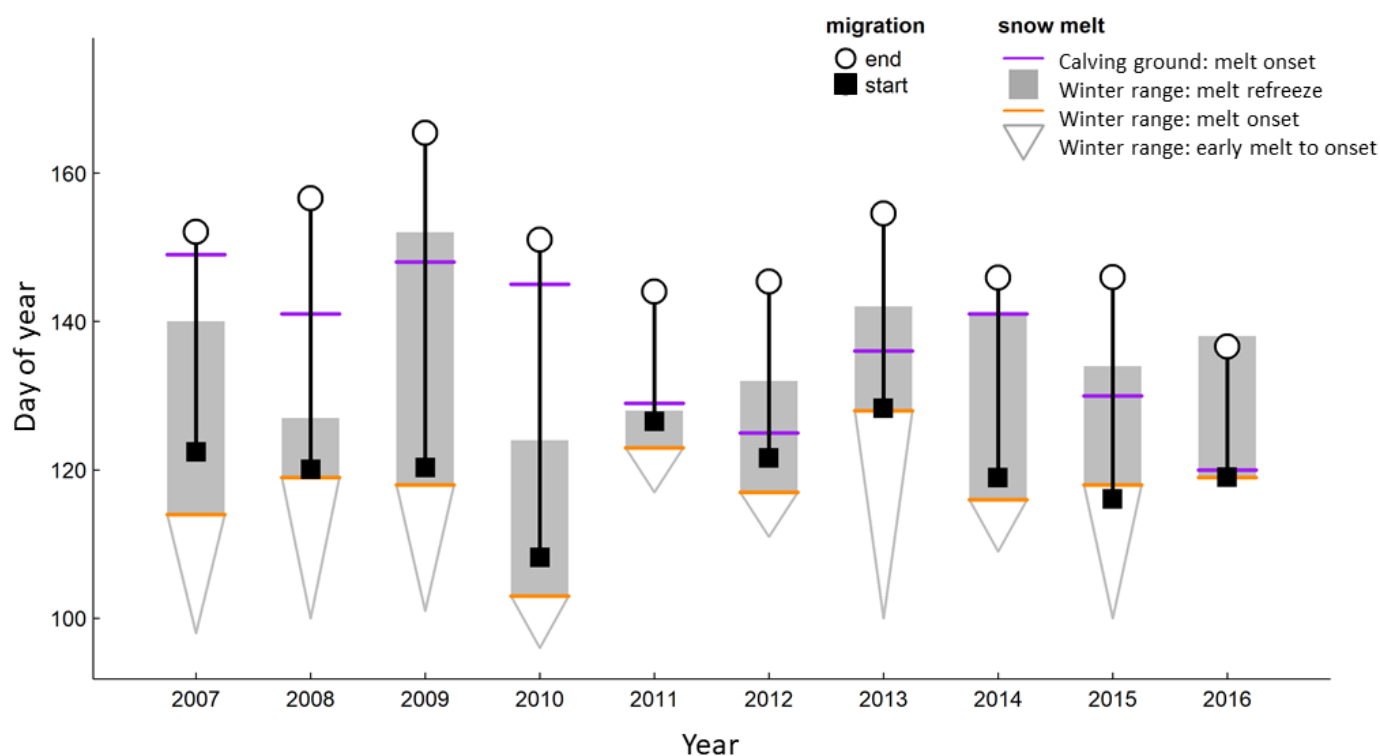 migration
end
start
snow melt
Calving ground: melt onset
Winter range: melt refreeze
Winter range: melt onset
Winter range: early melt to onset
Day of year
160
140
120
100
2007 2008 2009 2010 2011 2012 2013 2014 2015 2016
Year